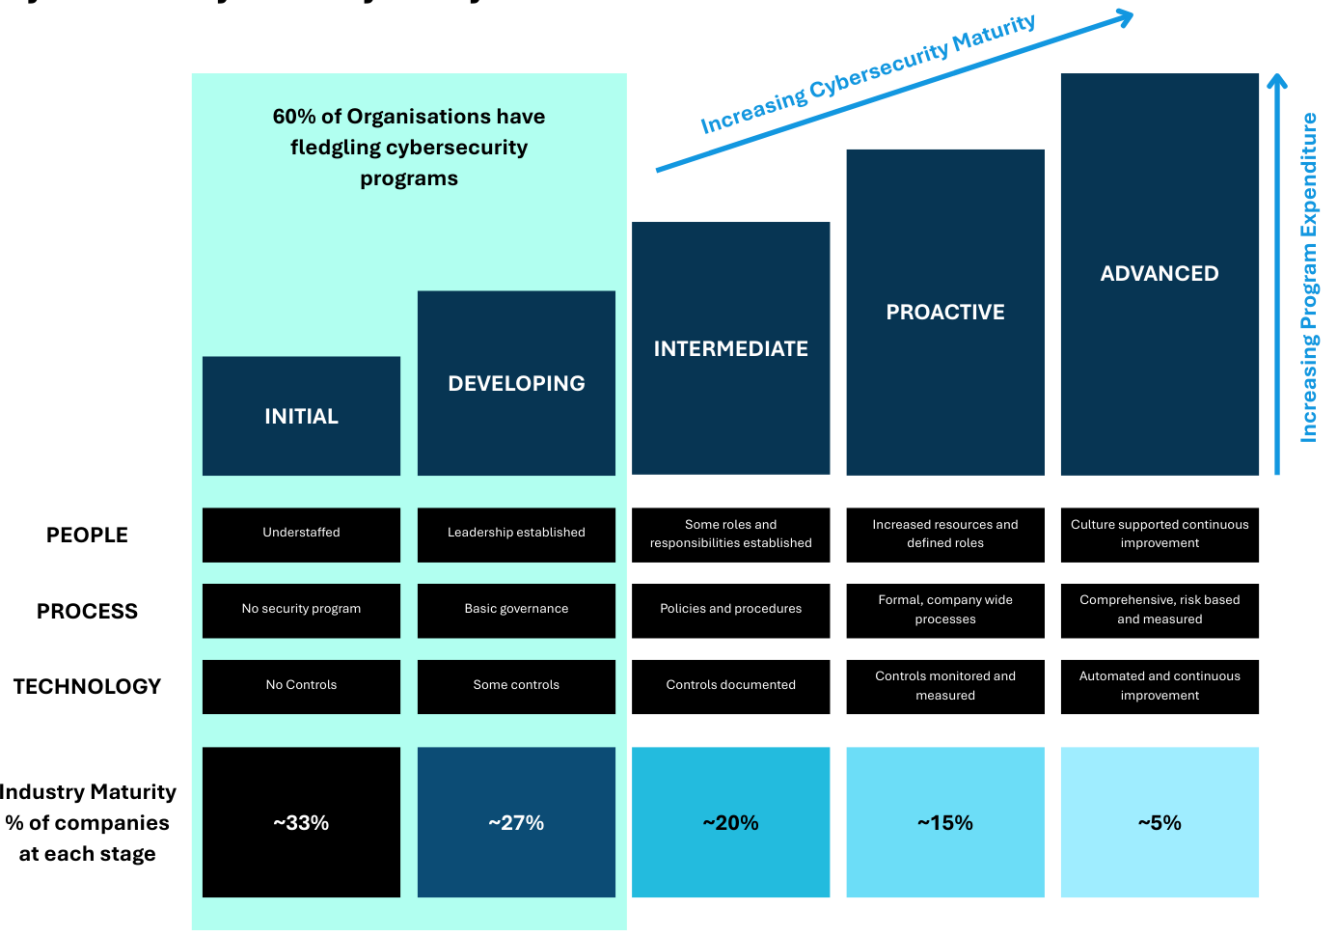 Increasing Cybersecurity Maturity
60% of Organisations have
fledgling cybersecurity
programs
Increasing Program Expenditure
INITIAL
DEVELOPING
INTERMEDIATE
PROACTIVE
ADVANCED
PEOPLE
Understaffed
Leadership established
Some roles and
responsibilities established
Increased resources and
defined roles
Culture supported continuous
improvement
PROCESS
No security program
Basic governance
Policies and procedures
Formal, company wide
processes
Comprehensive, risk based
and measured
TECHNOLOGY
No Controls
Some controls
Controls documented
Controls monitored and
measured
Automated and continuous
improvement
Industry Maturity
% of companies
at each stage
~33%
~27%
~20%
~15%
~5%